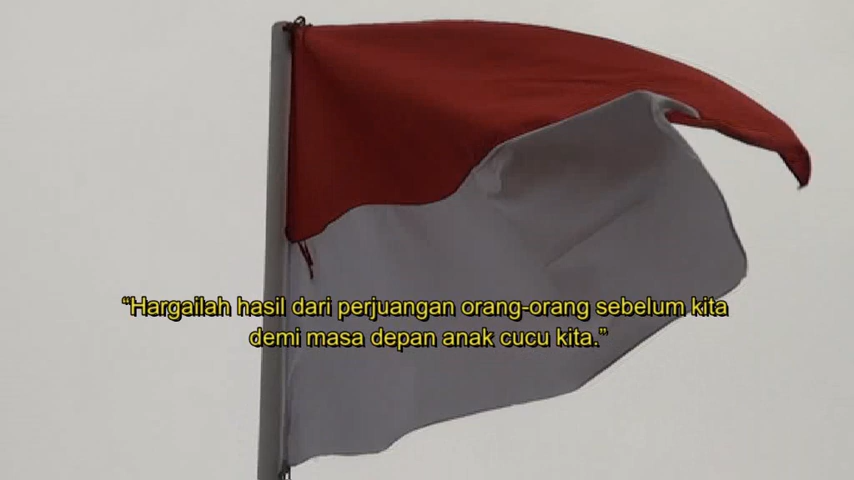 “Hargailah hasil dari perjuangan orang-orang sebelum kita
demi masa depan anak cucu kita.”